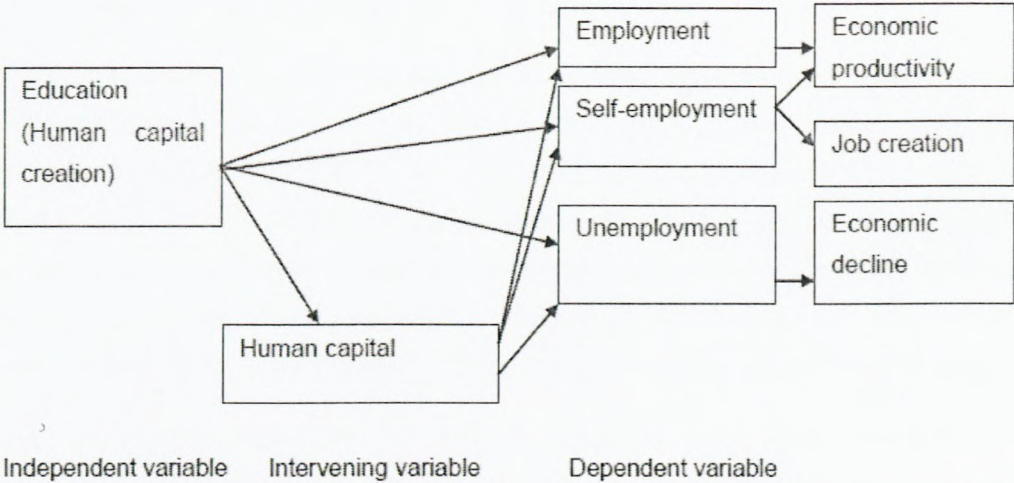 Education
(Human capital
creation)
Human capital
Employment
Self-employment
Unemployment
Economic
productivity
Job creation
Economic
decline
Independent variable
Intervening variable
Dependent variable